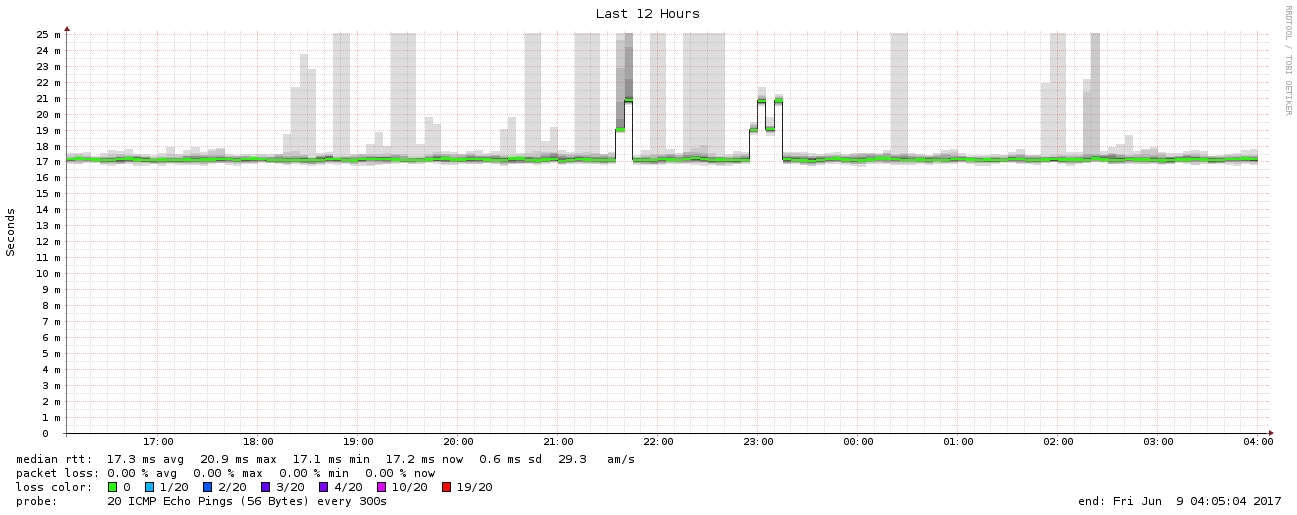 Last 12 Hours
RRDTOOL / TOBI OETIKER
Seconds
25 m
24 m
23 m
22 m
21 m
20 m
19 m
18 m
17 m
16 m
15 m
14 m
13 m
12 m
11 m
10 m
9 m
8 m
7 m
6 m
5 m
4 m
3 m
2 m
1 m
0
17:00 18:00 19:00 20:00 21:00 22:00 23:00 00:00 01:00 02:00 03:00 04:00
median rtt: 17.3 ms avg 20.9 ms max 17.1 ms min 17.2 ms now 0.6 ms sd 29.3 am/s
packet loss: 0.00 % avg 0.00 % max 0.00 % min 0.00 % now
loss color: 0 1/20 2/20 3/20 4/20 10/20 19/20
probe: 20 ICMP Echo Pings (56 Bytes) every 300s end: Fri Jun 9 04:05:04 2017